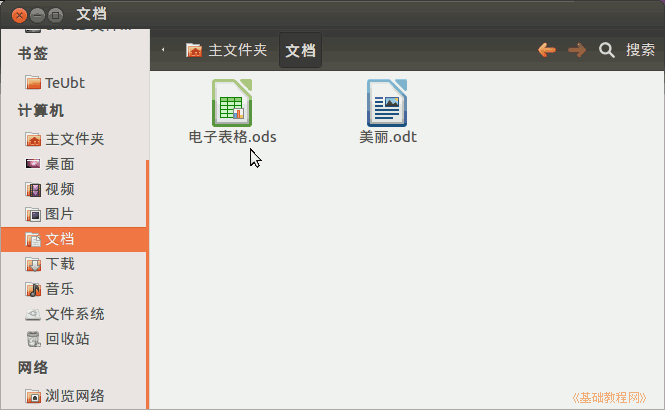 文档
书签
TeUbt
计算机
主文件夹
桌面
视频
图片
文档
下载
音乐
文件系统
回收站
网络
浏览网络
主文件夹
文档
搜索
电子表格.ods
美丽.odt
《基础教程网》